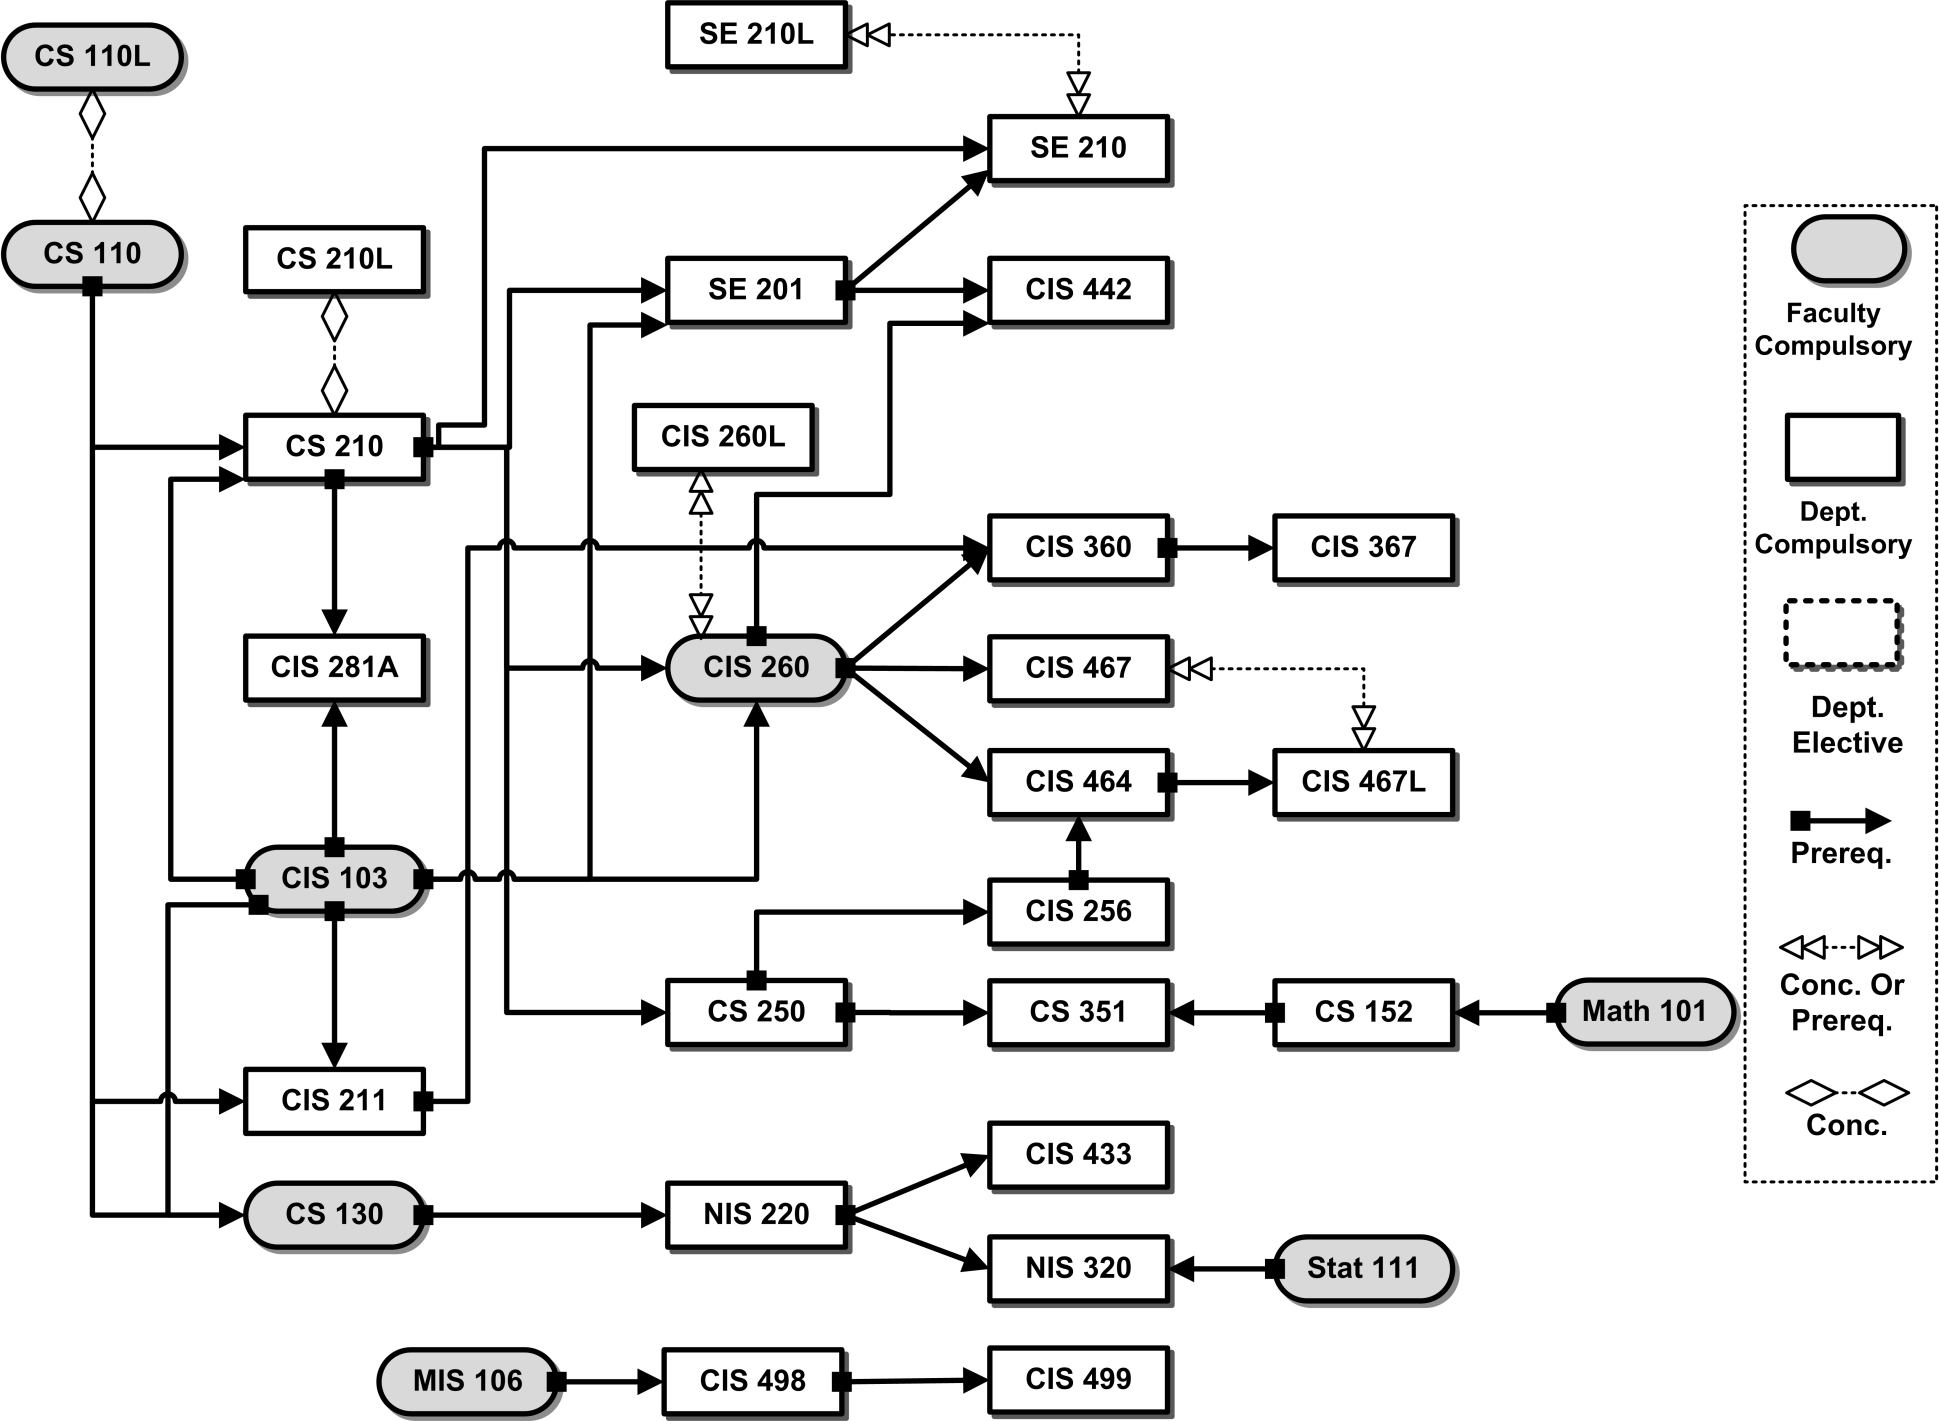 CS 110L
SE 210L
SE 210
CS 110
CS 210L
SE 201
CIS 442
Faculty
Compulsory
CS 210
CIS 260L
CIS 360
CIS 367
Dept.
Compulsory
CIS 281A
CIS 260
CIS 467
Dept.
Elective
CIS 464
CIS 467L
CIS 103
Prereq.
CIS 256
CS 250
CS 351
CS 152
Math 101
Conc. Or
Prereq.
CIS 211
Conc.
CIS 433
CS 130
NIS 220
NIS 320
Stat 111
MIS 106
CIS 498
CIS 499